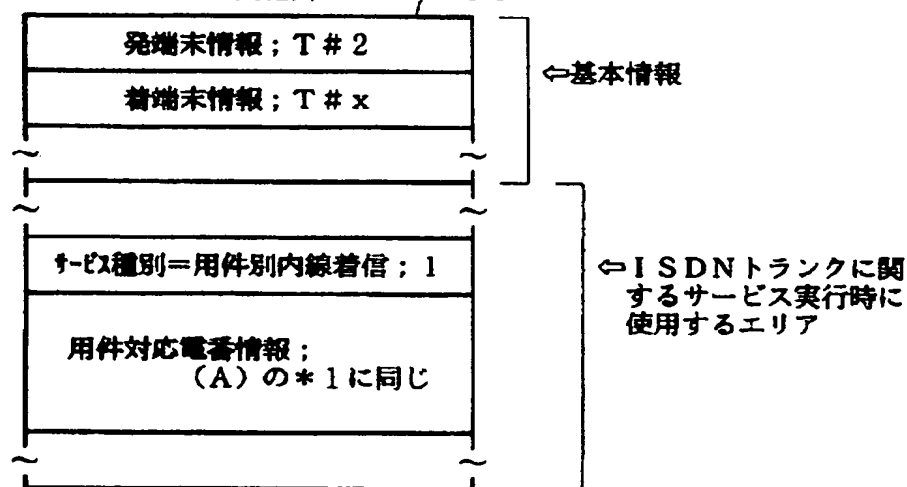 発端末情報；T＃2
着端末情報；T＃x
⇦基本情報
ｻｰﾋﾞｽ種別＝用件別内線着信；1
用件対応電番情報；
（A）の＊1に同じ
⇦ISDNトランクに関
するサービス実行時に
使用するエリア